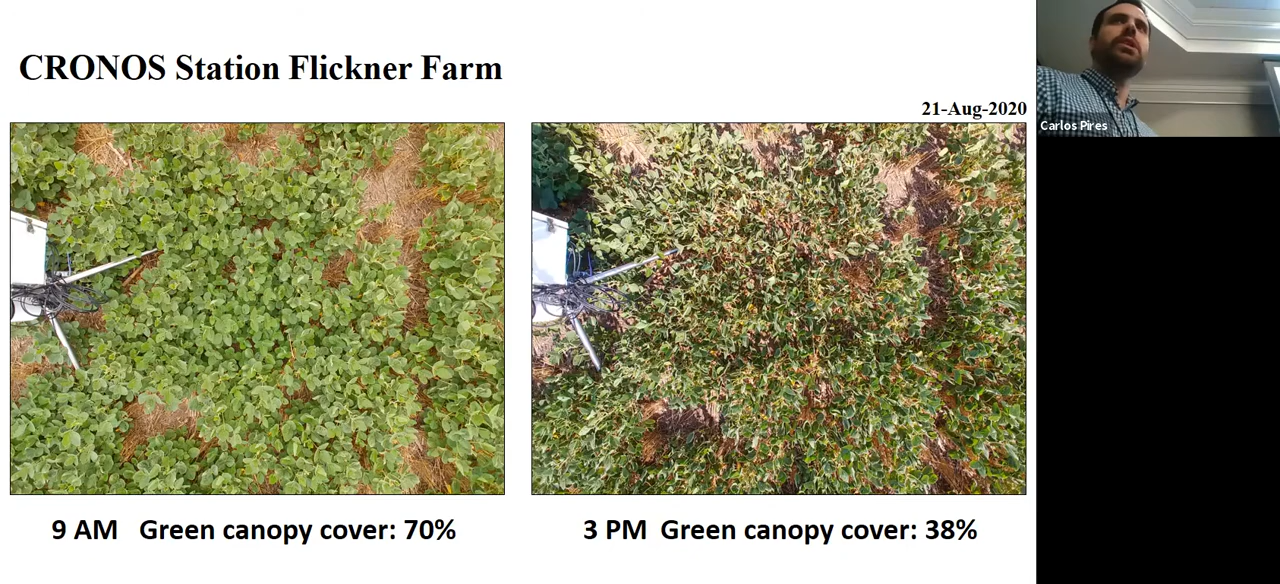 CRONOS Station Flickner Farm
21-Aug-2020
Carlos Pires
9 AM Green canopy cover: 70%
3 PM Green canopy cover: 38%